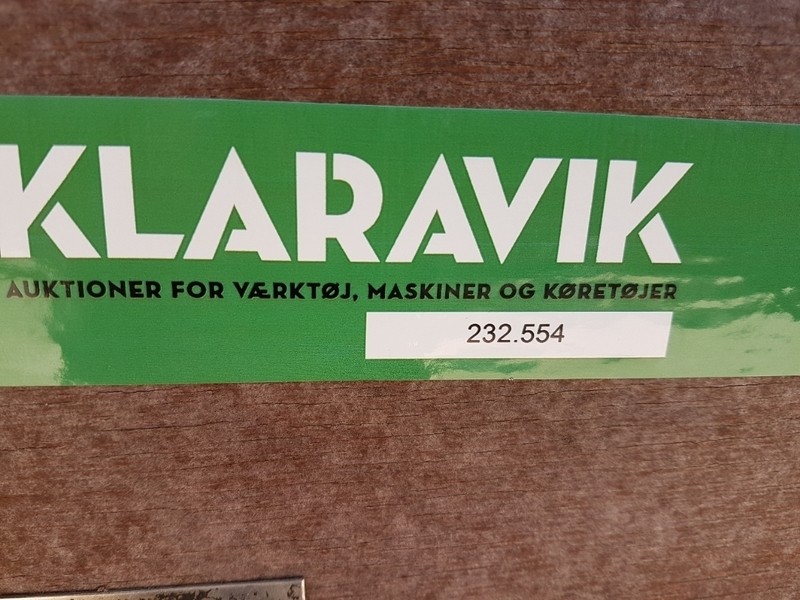 KLARAVIK
AUKTIONER FOR VÆRKTØJ, MASKINER OG KØRETØJER
232.554